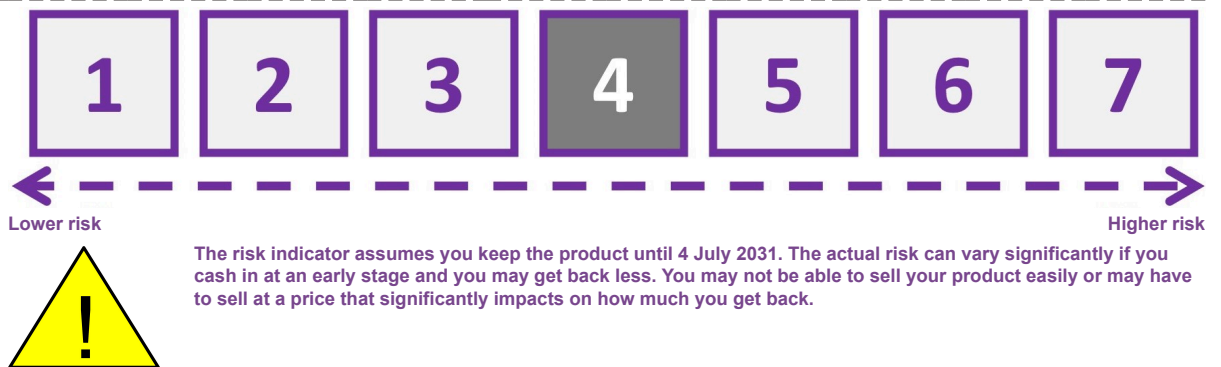 1 2 3 4 5 6 7
Lower risk Higher risk
The risk indicator assumes you keep the product until 4 July 2031. The actual risk can vary significantly if you
cash in at an early stage and you may get back less. You may not be able to sell your product easily or may have
to sell at a price that significantly impacts on how much you get back.
!